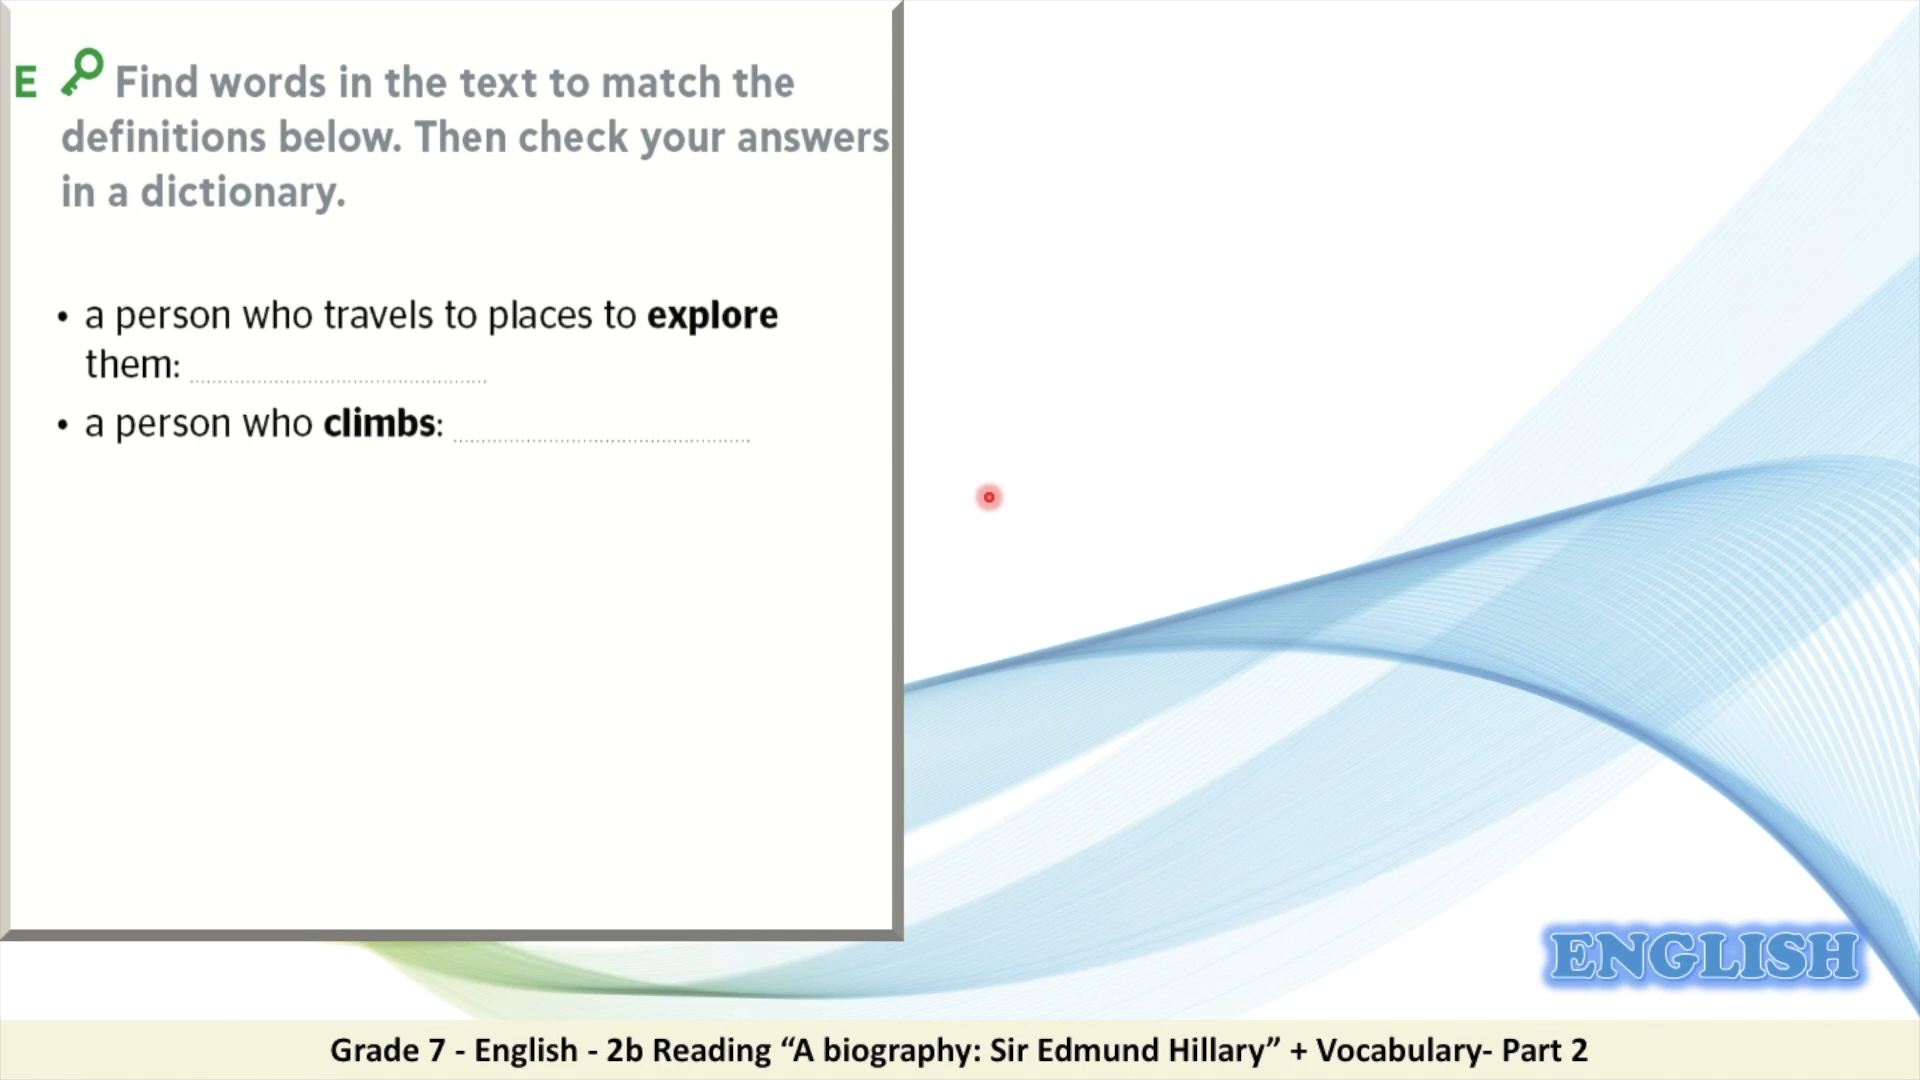 E Find words in the text to match the
definitions below. Then check your answers
in a dictionary.
• a person who travels to places to explore
them: ..............................
• a person who climbs: ..............................
ENGLISH
Grade 7 - English - 2b Reading “A biography: Sir Edmund Hillary” + Vocabulary- Part 2